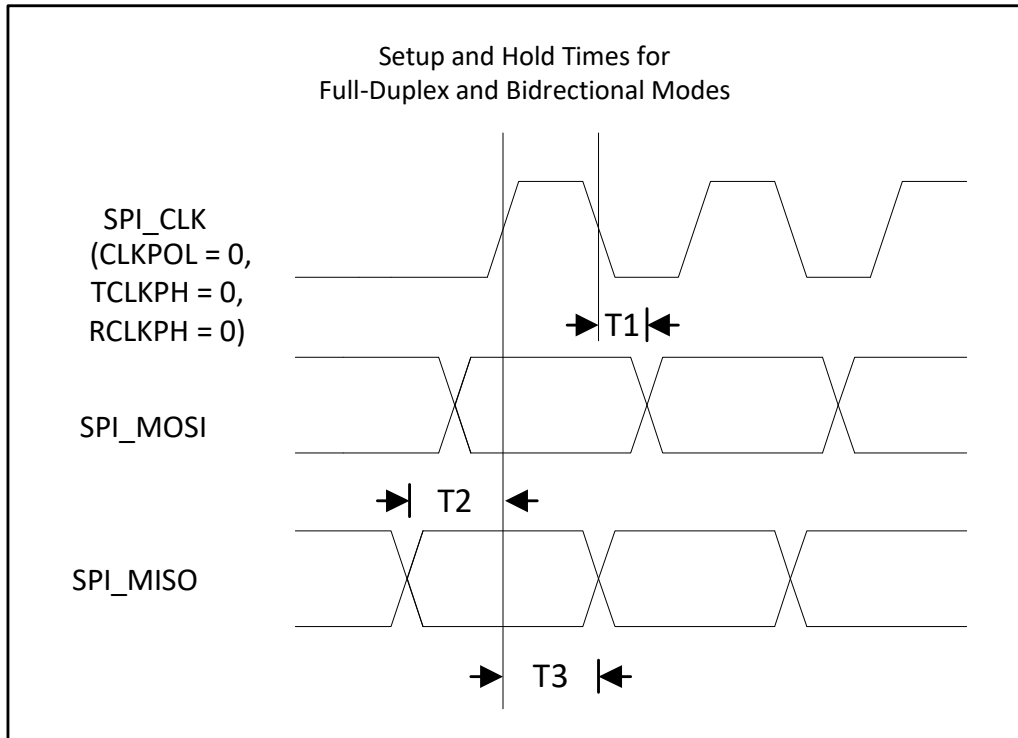 Setup and Hold Times for
Full-Duplex and Bidrectional Modes
SPI_CLK
(CLKPOL = 0,
TCLKPH = 0,
RCLKPH = 0)
T1
SPI_MOSI
T2
SPI_MISO
T3